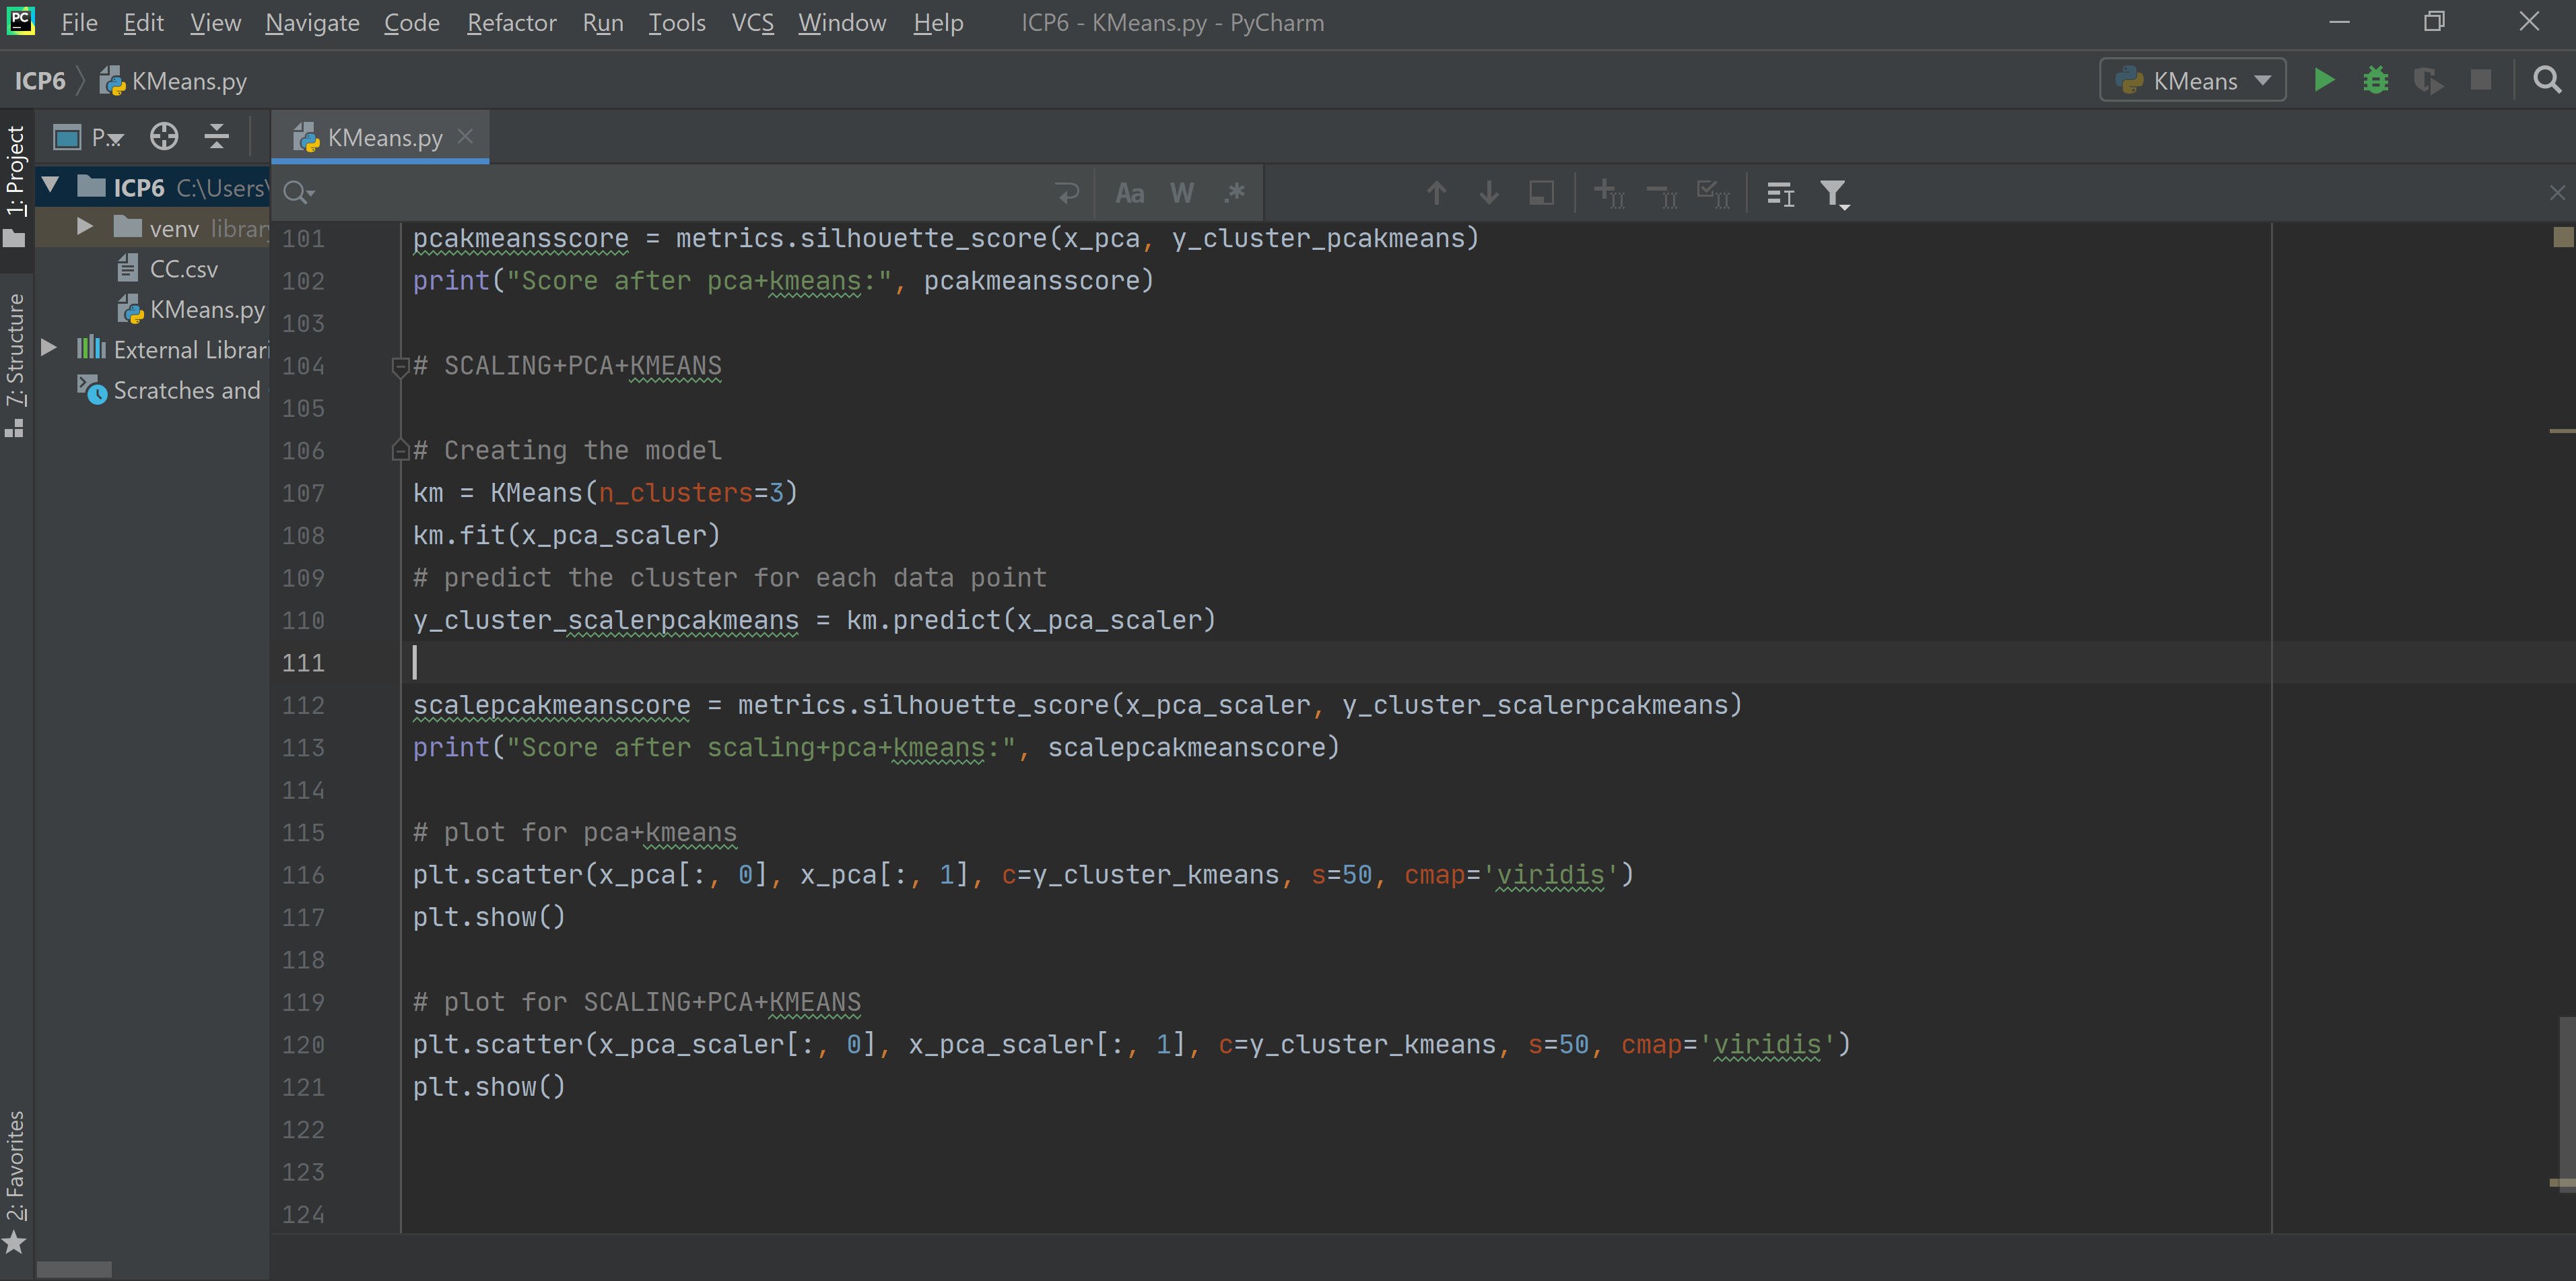 PC File Edit View Navigate Code Refactor Run Tools VCS Window Help ICP6 - KMeans.py - PyCharm
ICP6 KMeans.py KMeans
1: Project
P... KMeans.py
ICP6 C:\Users\
Aa W .*
venv librar
CC.csv
KMeans.py
External Librari
Scratches and
7: Structure
2: Favorites
101 pcakmeansscore = metrics.silhouette_score(x_pca, y_cluster_pcakmeans)
102 print("Score after pca+kmeans:", pcakmeansscore)
103
104 # SCALING+PCA+KMEANS
105
106 # Creating the model
107 km = KMeans(n_clusters=3)
108 km.fit(x_pca_scaler)
109 # predict the cluster for each data point
110 y_cluster_scalerpcakmeans = km.predict(x_pca_scaler)
111
112 scalepcakmeanscore = metrics.silhouette_score(x_pca_scaler, y_cluster_scalerpcakmeans)
113 print("Score after scaling+pca+kmeans:", scalepcakmeanscore)
114
115 # plot for pca+kmeans
116 plt.scatter(x_pca[:, 0], x_pca[:, 1], c=y_cluster_kmeans, s=50, cmap='viridis')
117 plt.show()
118
119 # plot for SCALING+PCA+KMEANS
120 plt.scatter(x_pca_scaler[:, 0], x_pca_scaler[:, 1], c=y_cluster_kmeans, s=50, cmap='viridis')
121 plt.show()
122
123
124